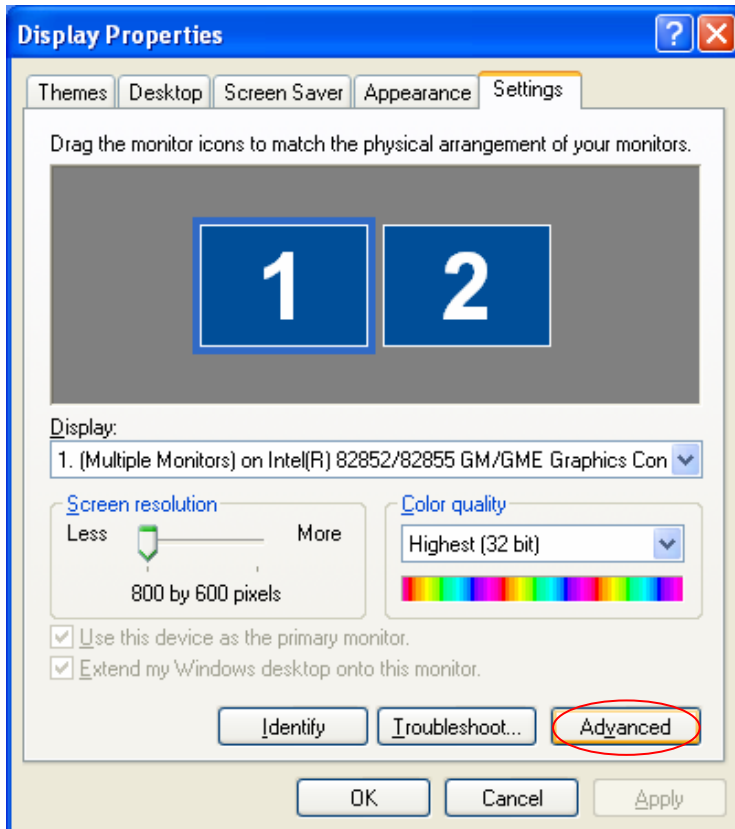 Display Properties
Themes Desktop Screen Saver Appearance Settings
Drag the monitor icons to match the physical arrangement of your monitors.
1 2
Display:
1. (Multiple Monitors) on Intel(R) 82852/82855 GM/GME Graphics Con
Screen resolution Color quality
Less More Highest (32 bit)
800 by 600 pixels
Use this device as the primary monitor.
Extend my Windows desktop onto this monitor.
Identify Troubleshoot... Advanced
OK Cancel Apply